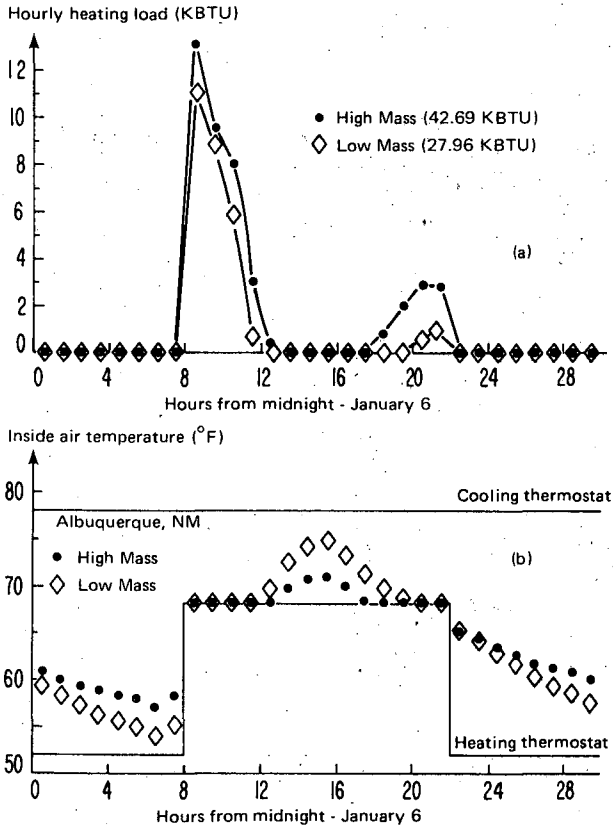 Hourly heating load (KBTU)
12
10
8
6
4
2
0
High Mass (42.69 KBTU)
Low Mass (27.96 KBTU)
(a)
0 4 8 12 16 20 24 28
Hours from midnight - January 6
Inside air temperature (°F)
80
70
60
50
Cooling thermostat
Albuquerque, NM
High Mass
Low Mass
(b)
Heating thermostat
0 4 8 12 16 20 24 28
Hours from midnight - January 6